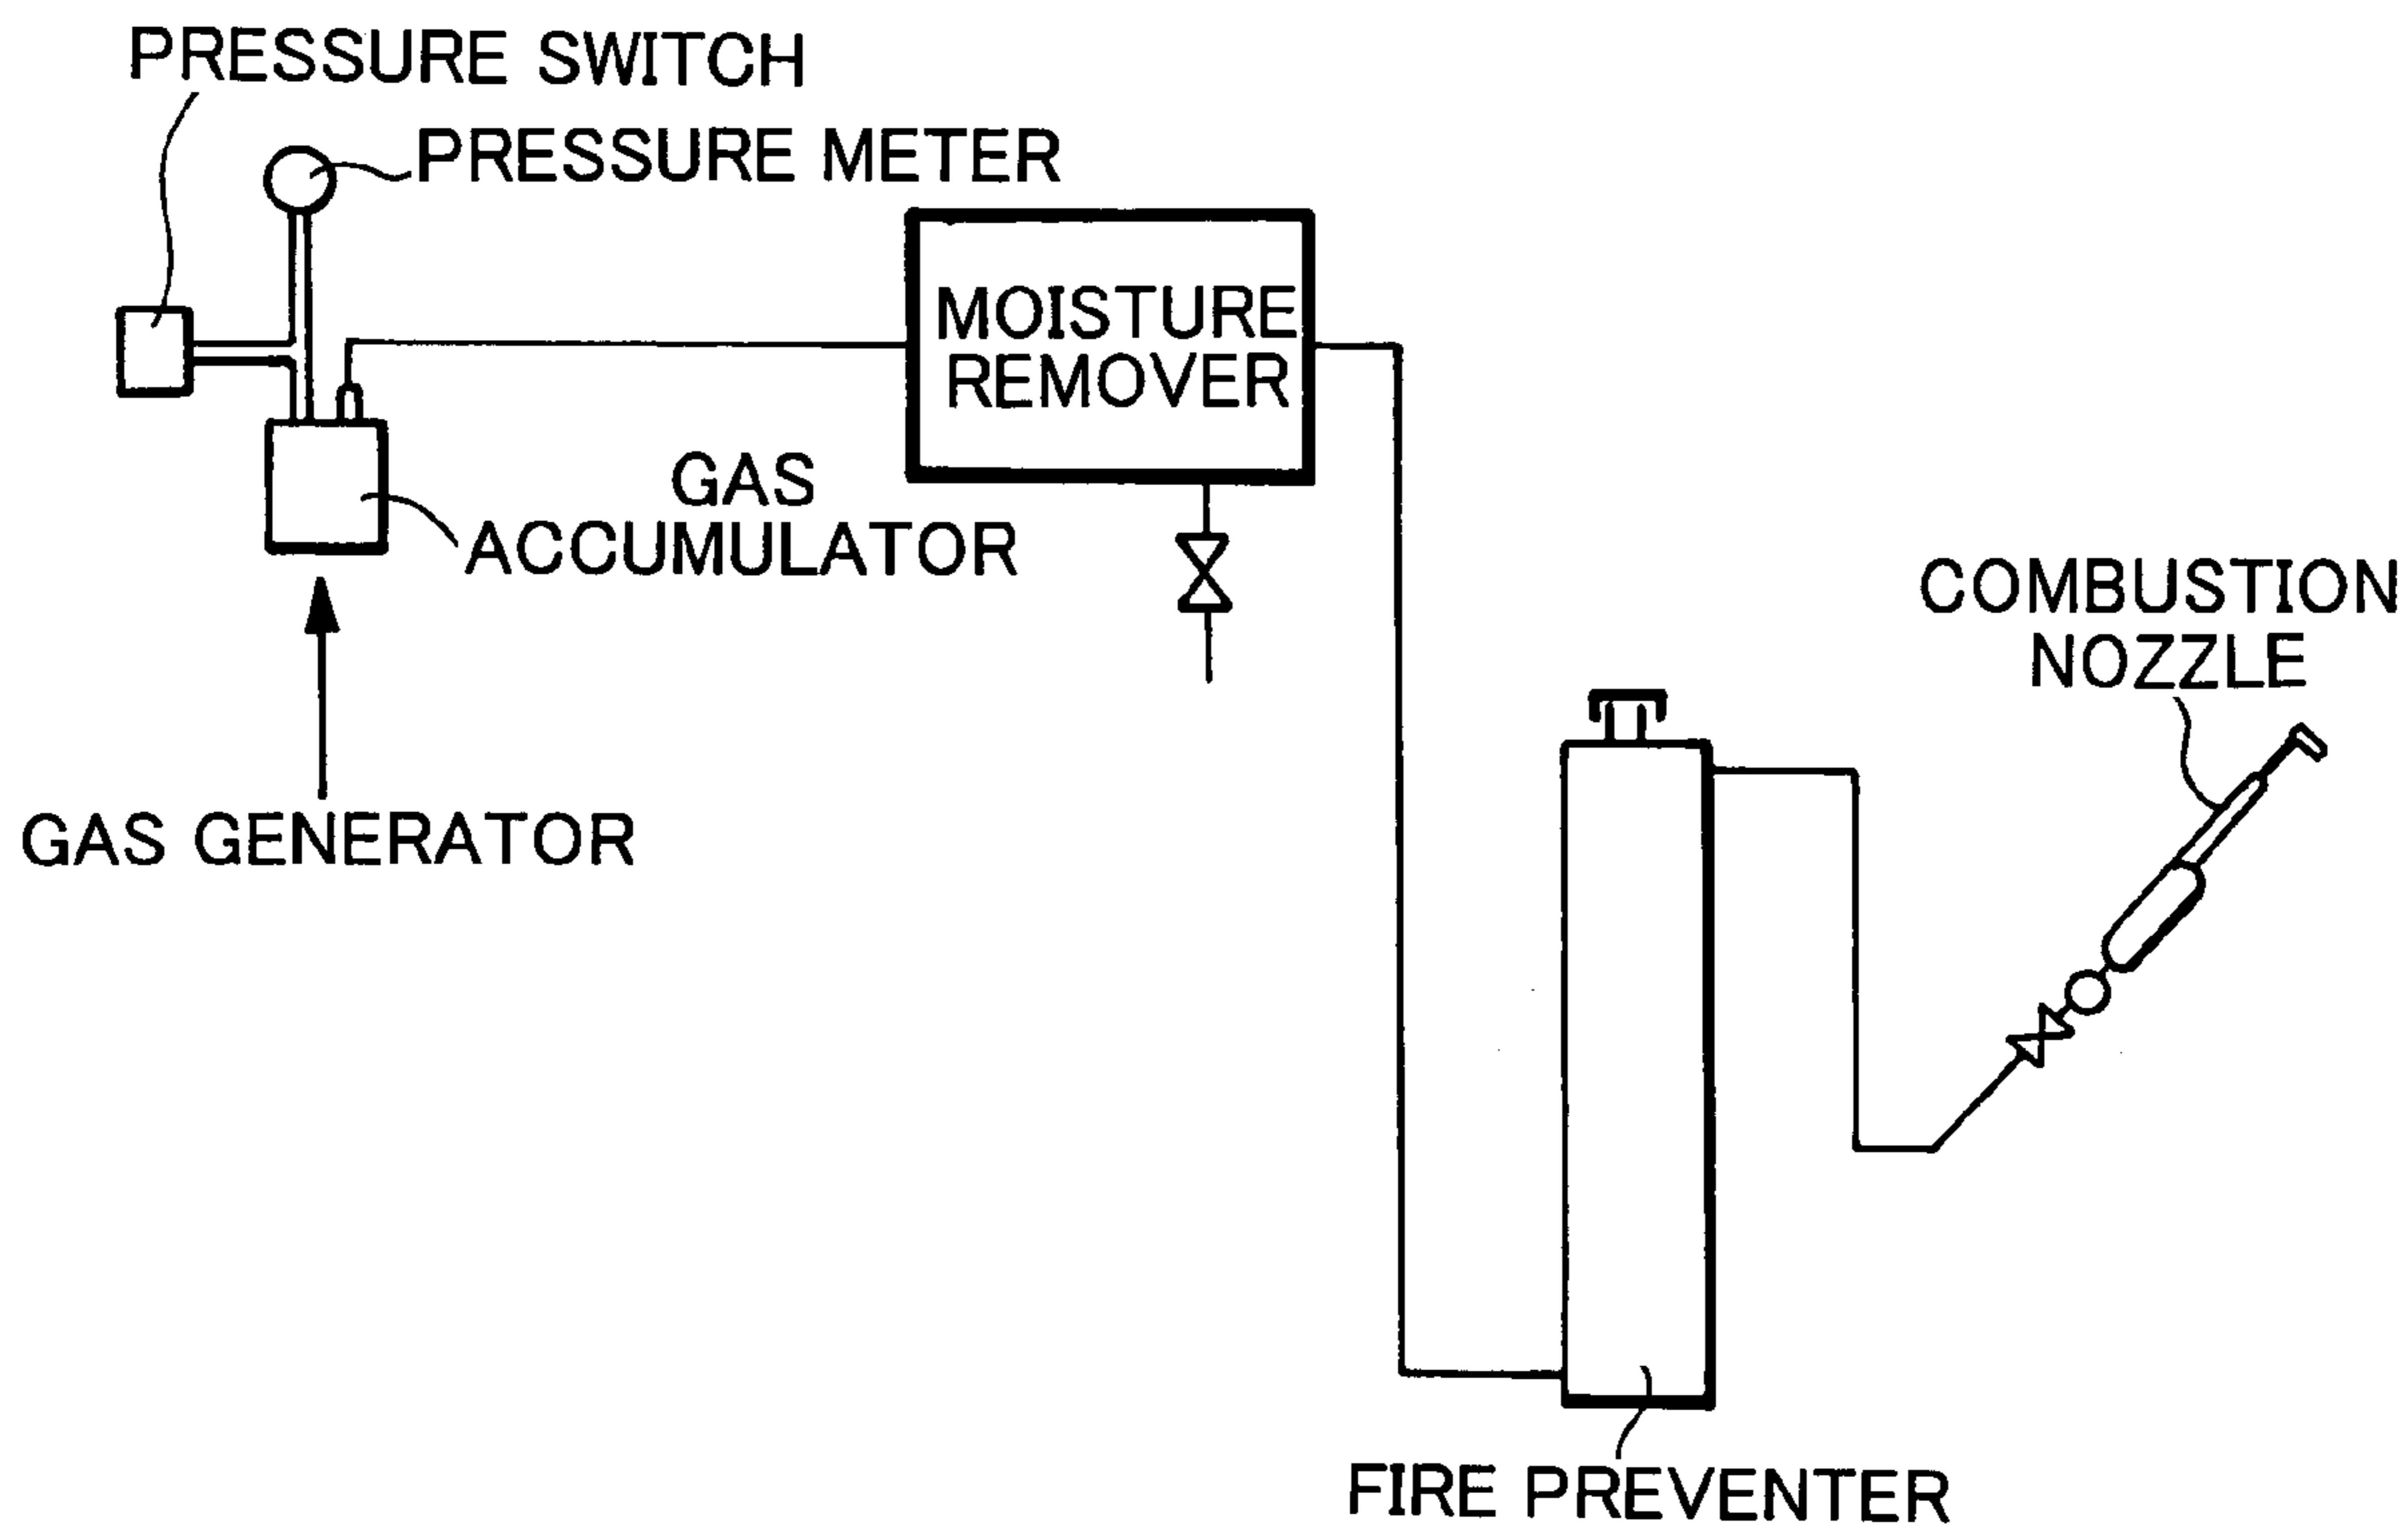 PRESSURE SWITCH
PRESSURE METER
MOISTURE
REMOVER
GAS
ACCUMULATOR
COMBUSTION
NOZZLE
GAS GENERATOR
FIRE PREVENTER